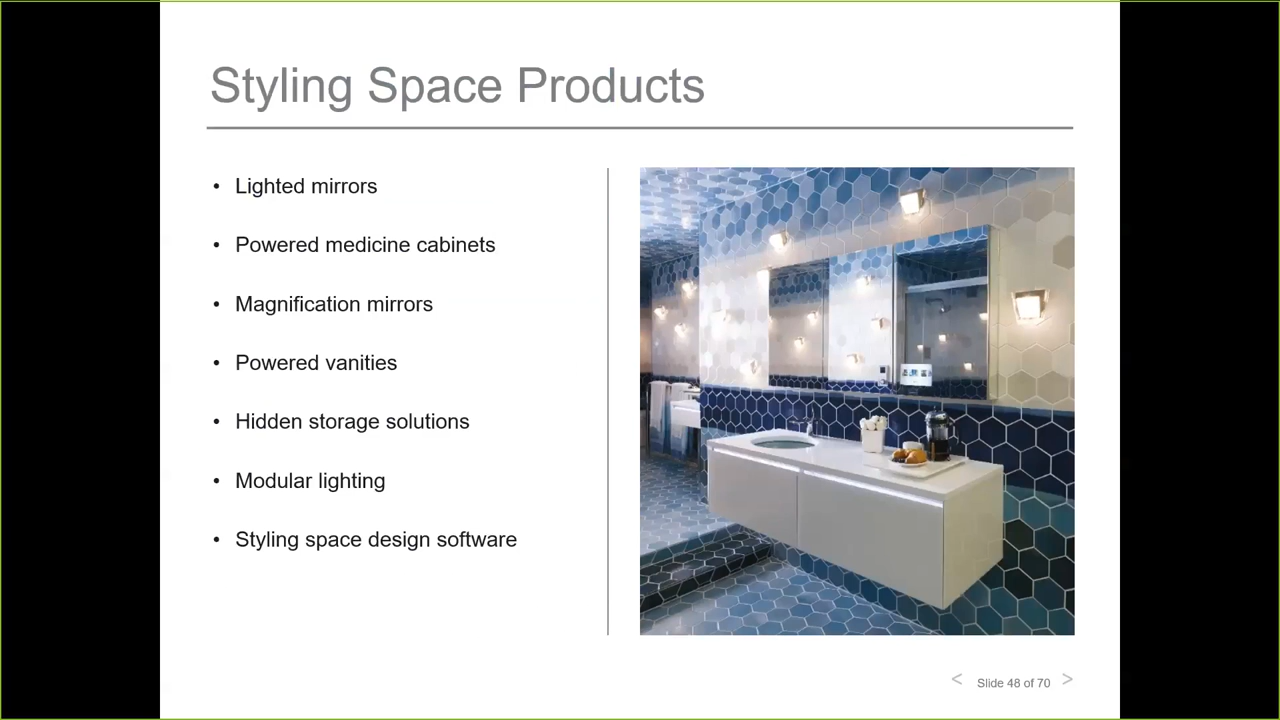 Styling Space Products
• Lighted mirrors
• Powered medicine cabinets
• Magnification mirrors
• Powered vanities
• Hidden storage solutions
• Modular lighting
• Styling space design software
< Slide 48 of 70 >